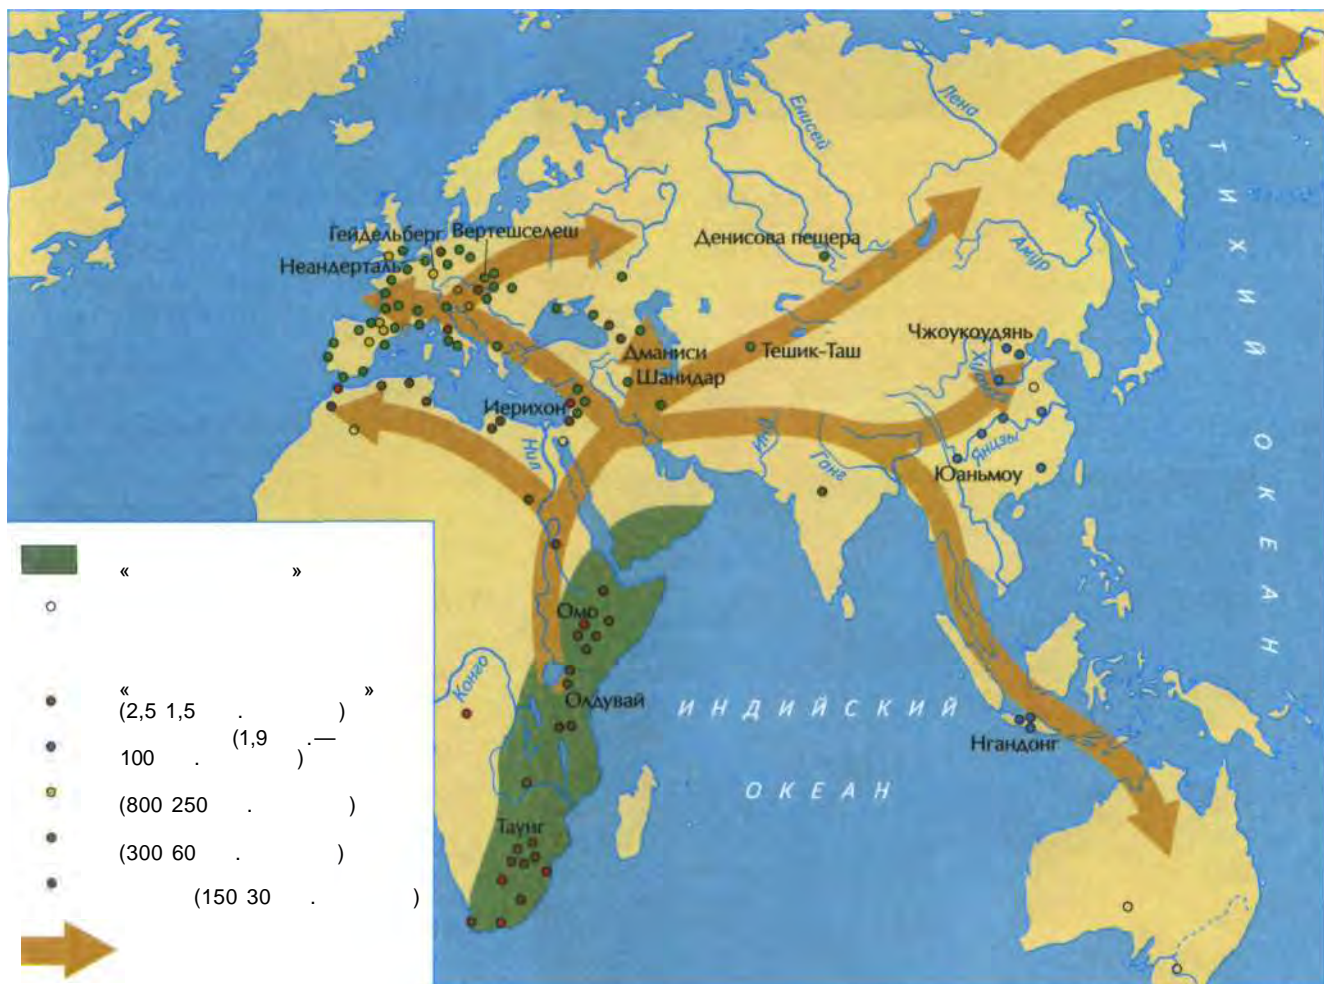 Лена
Енисей
Т И Х И Й О К Е А Н
Гейдельберг
Вертешселеш
Неандерталь
Денисова пещера
Амур
Чжоукоудянь
Дманиси
Тешик-Таш
Шанидар
Хуанхэ
Иерихон
Нил
Инд
Ганг
Янцзы
Юаньмоу
Омо
Конго
Олдувай
И Н Д И Й С К И Й
О К Е А Н
Нгандонг
Таунг
« »
« »
(2,5 1,5 . )
(1,9 .—
100 . )
(800 250 . )
(300 60 . )
(150 30 . )